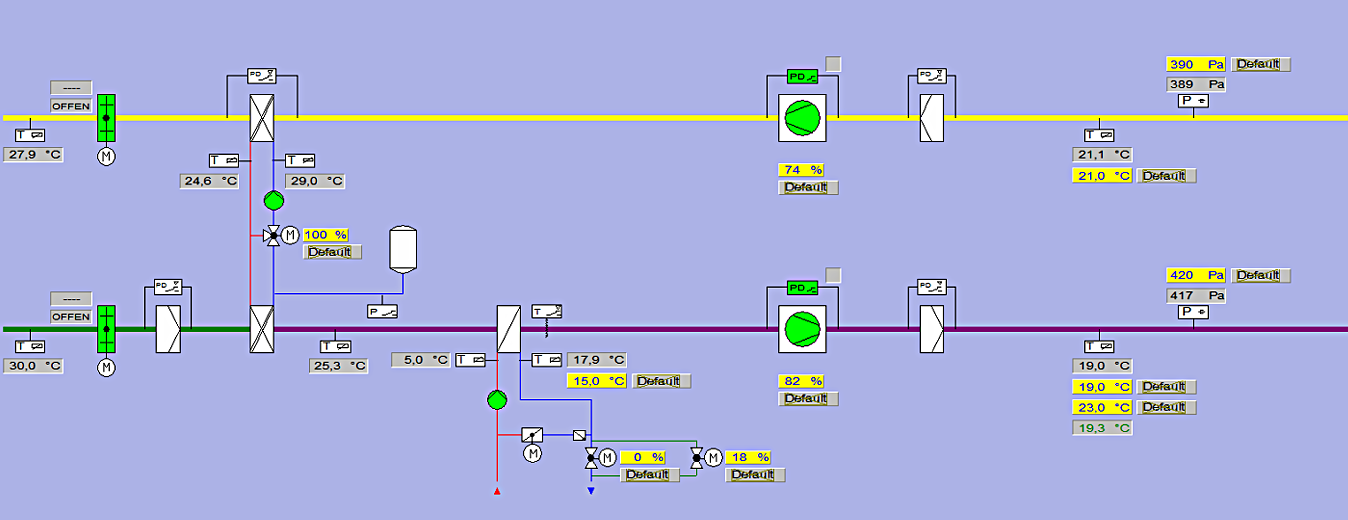 390 Pa Default
PD PD PD 389 Pa
----
OFFEN P
T T
27,9 °C M T T 21,1 °C
24,6 °C 29,0 °C 74 % 21,0 °C Default
Default
M 100 %
Default
420 Pa Default
PD PD PD 417 Pa
----
OFFEN P T P
T T T
30,0 °C M 25,3 °C 5,0 °C T T 17,9 °C 19,0 °C
15,0 °C Default 82 % 19,0 °C Default
Default 23,0 °C Default
19,3 °C
M M 0 % M 18 %
Default Default